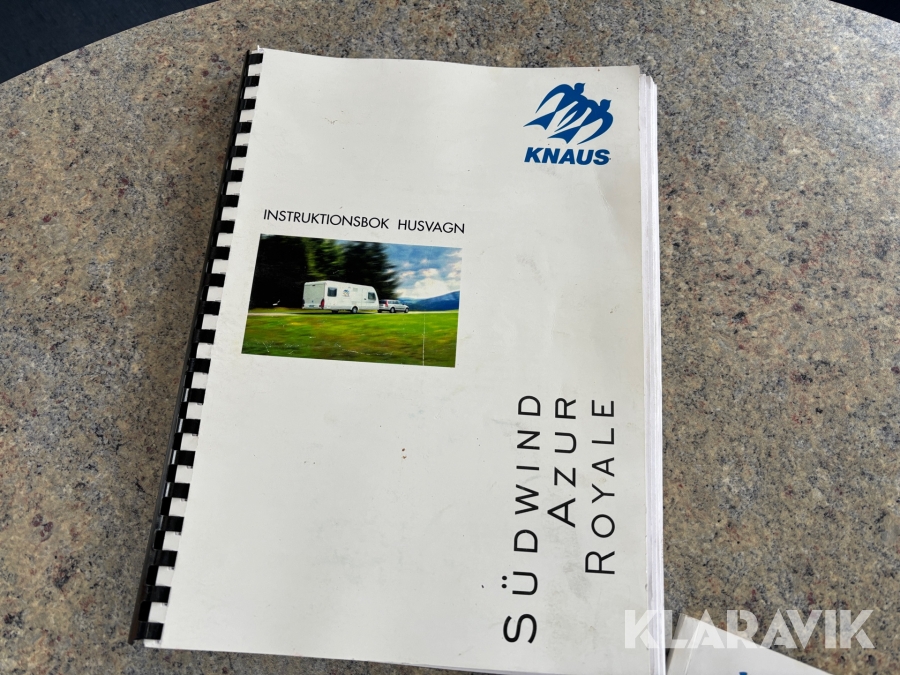 KNAUS
INSTRUKTIONSBOK HUSVAGN
SÜDWIND
AZUR
ROYALE
KLARAVIK